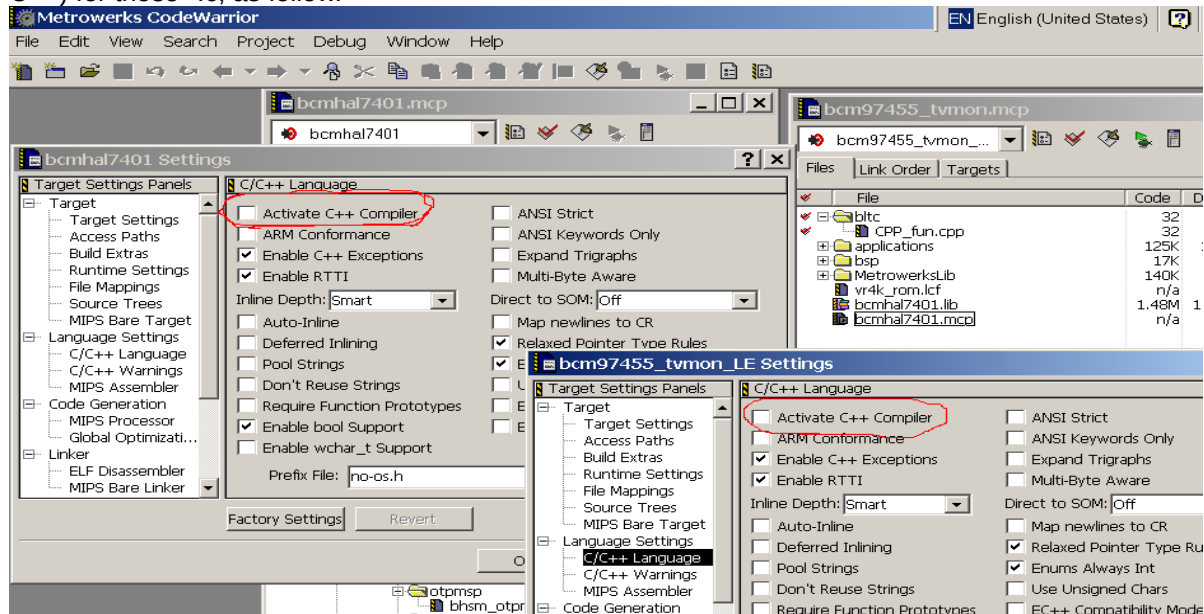 Metrowerks CodeWarrior
EN English (United States)
File Edit View Search Project Debug Window Help
bcmhal7401.mcp
bcmhal7401
bcm97455_tvmon.mcp
bcm97455_tvmon_...
Files Link Order Targets
File Code
bltc 32
CPP_fun.cpp 32
applications 125K
bsp 17K
MetrowerksLib 140K
vr4k_rom.lcf n/a
bcmhal7401.lib 1.48M
bcmhal7401.mcp n/a
bcmhal7401 Settings
Target Settings Panels
Target
Target Settings
Access Paths
Build Extras
Runtime Settings
File Mappings
Source Trees
MIPS Bare Target
Language Settings
C/C++ Language
C/C++ Warnings
MIPS Assembler
Code Generation
MIPS Processor
Global Optimizati...
Linker
ELF Disassembler
MIPS Bare Linker
C/C++ Language
Activate C++ Compiler ANSI Strict
ARM Conformance ANSI Keywords Only
Enable C++ Exceptions Expand Trigraphs
Enable RTTI Multi-Byte Aware
Inline Depth: Smart Direct to SOM: Off
Auto-Inline Map newlines to CR
Deferred Inlining Relaxed Pointer Type Rules
Pool Strings
Don't Reuse Strings
Require Function Prototypes
Enable bool Support
Enable wchar_t Support
Prefix File: no-os.h
Factory Settings Revert
otpmsp
bhsm_otpr
bcm97455_tvmon_LE Settings
Target Settings Panels
Target
Target Settings
Access Paths
Build Extras
Runtime Settings
File Mappings
Source Trees
MIPS Bare Target
Language Settings
C/C++ Language
C/C++ Warnings
MIPS Assembler
Code Generation
C/C++ Language
Activate C++ Compiler ANSI Strict
ARM Conformance ANSI Keywords Only
Enable C++ Exceptions Expand Trigraphs
Enable RTTI Multi-Byte Aware
Inline Depth: Smart Direct to SOM: Off
Auto-Inline Map newlines to CR
Deferred Inlining Relaxed Pointer Type Ru
Pool Strings Enums Always Int
Don't Reuse Strings Use Unsigned Chars
Require Function Prototypes EC++ Compatibility Mode